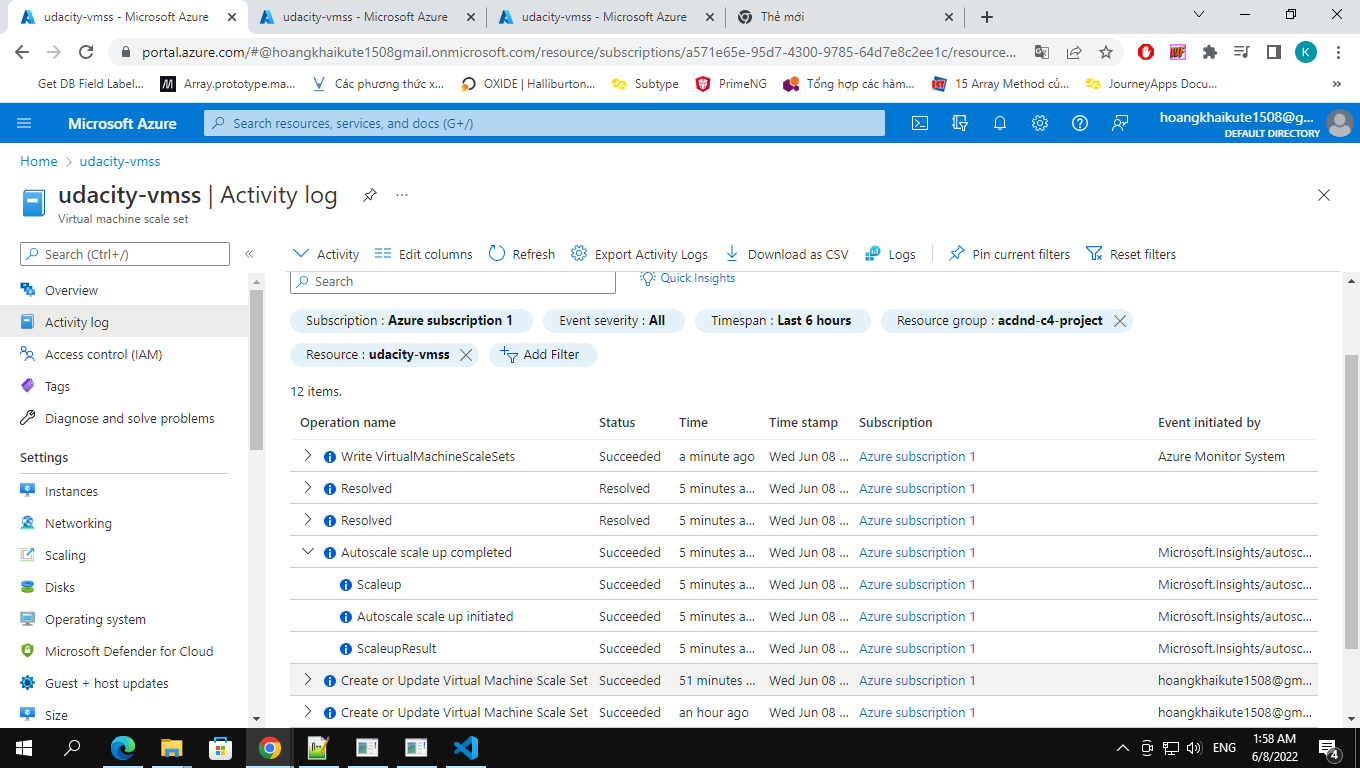 udacity-vmss - Microsoft Azure
udacity-vmss - Microsoft Azure
udacity-vmss - Microsoft Azure
Thẻ mới
portal.azure.com/#@hoangkhaikute1508gmail.onmicrosoft.com/resource/subscriptions/a571e65e-95d7-4300-9785-64d7e8c2ee1c/resource...
K
Get DB Field Label...
Array.prototype.ma...
Các phương thức x...
OXIDE | Halliburton...
Subtype
PrimeNG
Tổng hợp các hàm...
15 Array Method củ...
JourneyApps Docu...
»
Microsoft Azure
Search resources, services, and docs (G+/)
hoangkhaikute1508@g...
DEFAULT DIRECTORY
Home > udacity-vmss
udacity-vmss | Activity log
...
Virtual machine scale set
Search (Ctrl+/)
«
Overview
Activity log
Access control (IAM)
Tags
Diagnose and solve problems
Settings
Instances
Networking
Scaling
Disks
Operating system
Microsoft Defender for Cloud
Guest + host updates
Size
Activity
Edit columns
Refresh
Export Activity Logs
Download as CSV
Logs
Pin current filters
Reset filters
Search
Quick Insights
Subscription : Azure subscription 1
Event severity : All
Timespan : Last 6 hours
Resource group : acdnd-c4-project
Resource : udacity-vmss
Add Filter
12 items.
Operation name Status Time Time stamp Subscription Event initiated by
Write VirtualMachineScaleSets Succeeded a minute ago Wed Jun 08 ... Azure subscription 1 Azure Monitor System
Resolved Resolved 5 minutes a... Wed Jun 08 ... Azure subscription 1
Resolved Resolved 5 minutes a... Wed Jun 08 ... Azure subscription 1
Autoscale scale up completed Succeeded 5 minutes a... Wed Jun 08 ... Azure subscription 1 Microsoft.Insights/autosc...
Scaleup Succeeded 5 minutes a... Wed Jun 08 ... Azure subscription 1 Microsoft.Insights/autosc...
Autoscale scale up initiated Succeeded 5 minutes a... Wed Jun 08 ... Azure subscription 1 Microsoft.Insights/autosc...
ScaleupResult Succeeded 5 minutes a... Wed Jun 08 ... Azure subscription 1 Microsoft.Insights/autosc...
Create or Update Virtual Machine Scale Set Succeeded 51 minutes ... Wed Jun 08 ... Azure subscription 1 hoangkhaikute1508@gm...
Create or Update Virtual Machine Scale Set Succeeded an hour ago Wed Jun 08 ... Azure subscription 1 hoangkhaikute1508@gm...
ENG
1:58 AM
6/8/2022
4